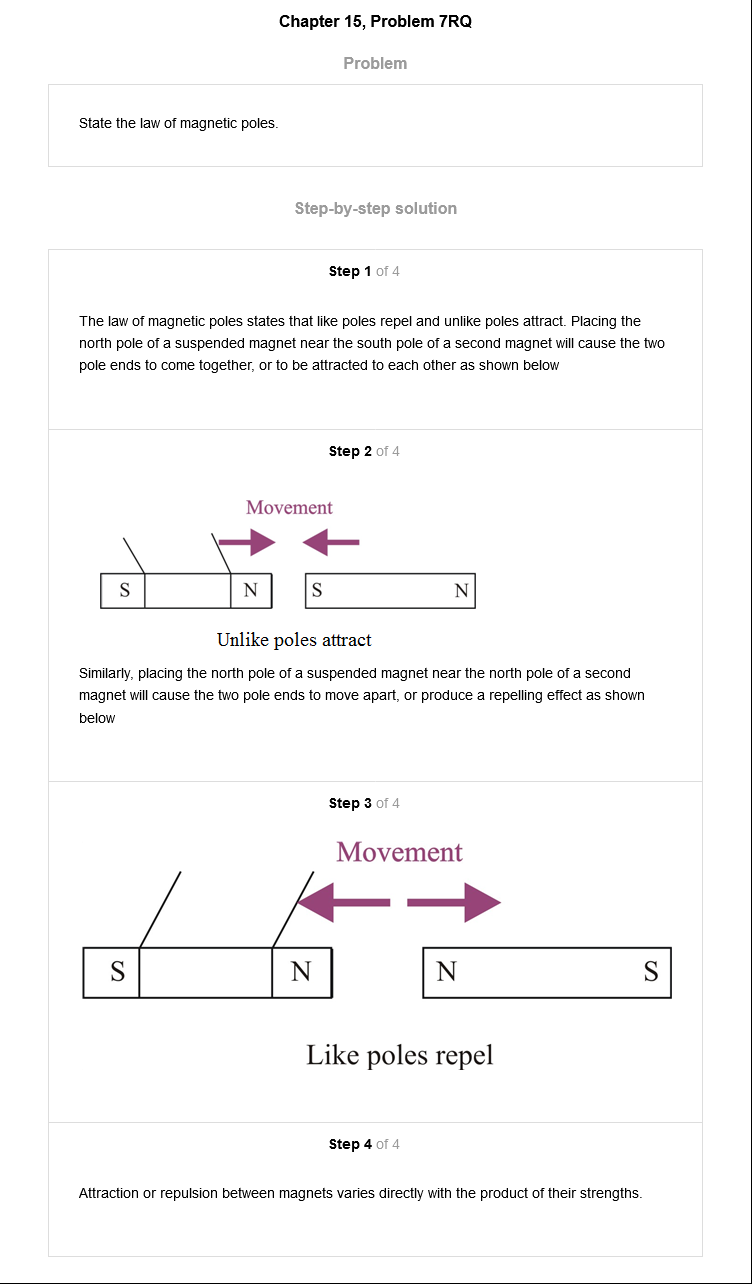 Chapter 15, Problem 7RQ
Problem
State the law of magnetic poles.
Step-by-step solution
Step 1 of 4
The law of magnetic poles states that like poles repel and unlike poles attract. Placing the
north pole of a suspended magnet near the south pole of a second magnet will cause the two
pole ends to come together, or to be attracted to each other as shown below
Step 2 of 4
Movement
S N S N
Unlike poles attract
Similarly, placing the north pole of a suspended magnet near the north pole of a second
magnet will cause the two pole ends to move apart, or produce a repelling effect as shown
below
Step 3 of 4
Movement
S N N S
Like poles repel
Step 4 of 4
Attraction or repulsion between magnets varies directly with the product of their strengths.